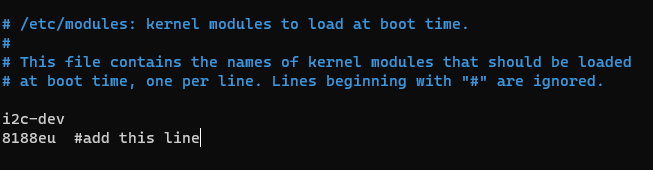 # /etc/modules: kernel modules to load at boot time.
#
# This file contains the names of kernel modules that should be loaded
# at boot time, one per line. Lines beginning with "#" are ignored.
i2c-dev
8188eu  #add this line